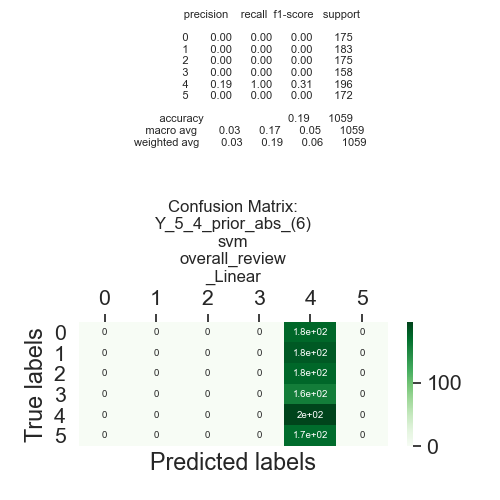 precision recall f1-score support
0 0.00 0.00 0.00 175
1 0.00 0.00 0.00 183
2 0.00 0.00 0.00 175
3 0.00 0.00 0.00 158
4 0.19 1.00 0.31 196
5 0.00 0.00 0.00 172
accuracy 0.19 1059
macro avg 0.03 0.17 0.05 1059
weighted avg 0.03 0.19 0.06 1059
Confusion Matrix:
Y_5_4_prior_abs_(6)
svm
overall_review
_Linear
0 1 2 3 4 5
0 0 0 0 0 1.8e+02 0
1 0 0 0 0 1.8e+02 0
2 0 0 0 0 1.8e+02 0
3 0 0 0 0 1.6e+02 0
4 0 0 0 0 2e+02 0
5 0 0 0 0 1.7e+02 0
True labels
Predicted labels
100
0